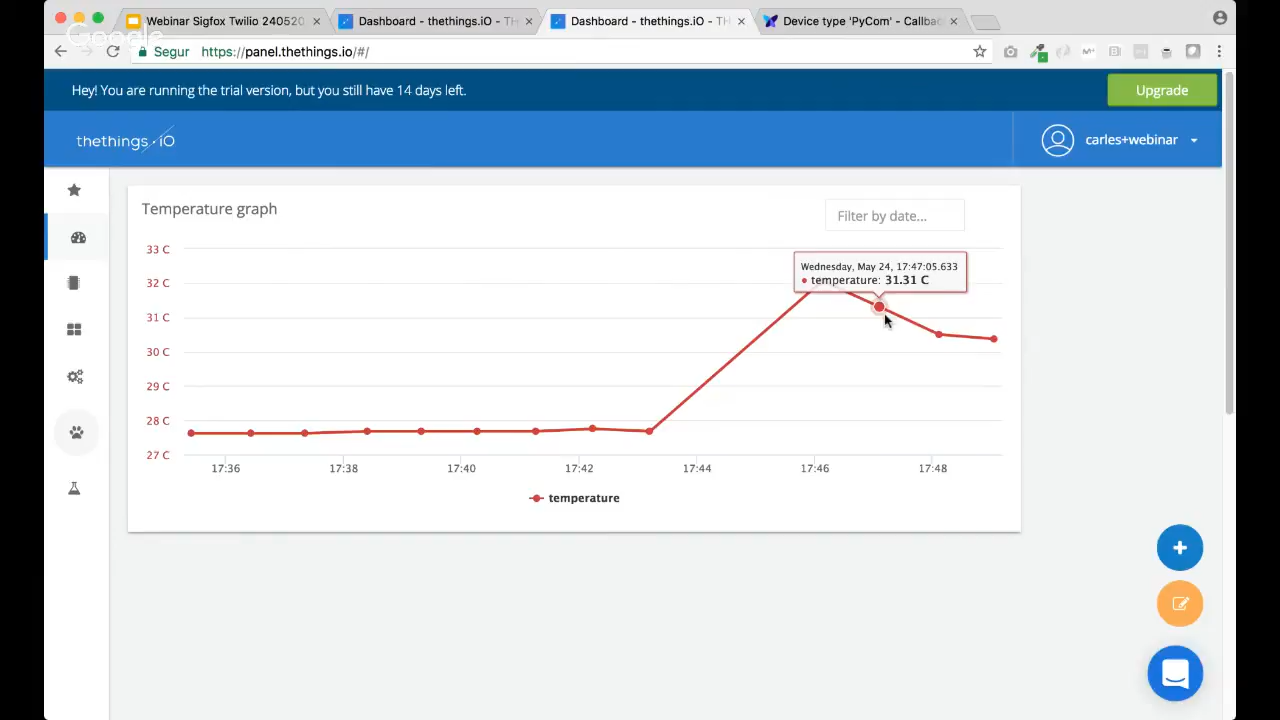 Webinar Sigfox Twilio 240520
Dashboard - thethings.iO -
Dashboard - thethings.iO - TH
Device type 'PyCom' - Callba
Google
Segur https://panel.thethings.io/#/
Hey! You are running the trial version, but you still have 14 days left.
Upgrade
thethings.iO
carles+webinar
Temperature graph
Filter by date...
33 C
Wednesday, May 24, 17:47:05.633
temperature: 31.31 C
32 C
31 C
30 C
29 C
28 C
27 C
17:36 17:38 17:40 17:42 17:44 17:46 17:48
temperature